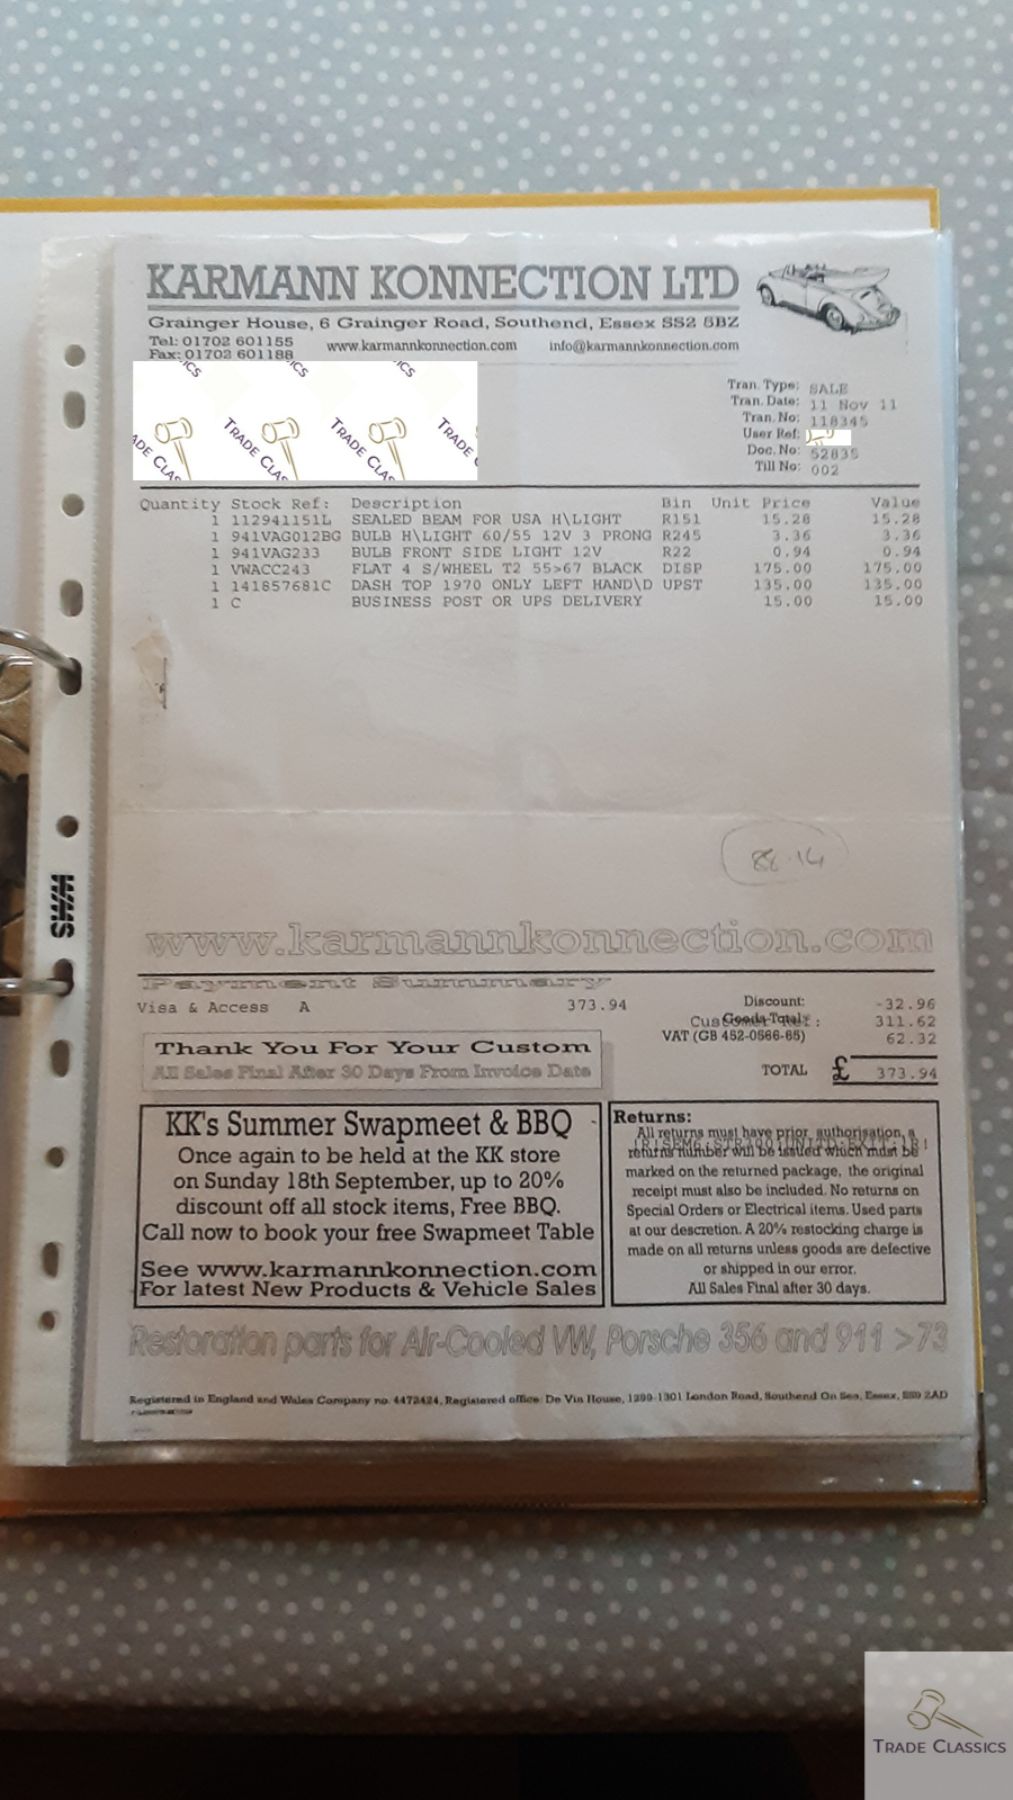 KARMANN KONNECTION LTD
Grainger House, 6 Grainger Road, Southend, Essex SS2 5BZ
Tel: 01702 601155 www.karmannkonnection.com info@karmannkonnection.com
Fax: 01702 601188
TRADE CLASSICS
Tran. Type: SALE
Tran. Date: 11 Nov 11
Tran. No: 118345
User Ref:
Doc. No: 52835
Till No: 002
Quantity Stock Ref: Description Bin Unit Price Value
1 112941151L SEALED BEAM FOR USA H\LIGHT R151 15.28 15.28
1 941VAG012BG BULB H\LIGHT 60/55 12V 3 PRONG R245 3.36 3.36
1 941VAG233 BULB FRONT SIDE LIGHT 12V R22 0.94 0.94
1 VWACC243 FLAT 4 S/WHEEL T2 55>67 BLACK DISP 175.00 175.00
1 141857681C DASH TOP 1970 ONLY LEFT HAND\D UPST 135.00 135.00
1 C BUSINESS POST OR UPS DELIVERY 15.00 15.00
88.14
SWM
www.karmannkonnection.com
Payment Summary
Visa & Access A 373.94
Discount: -32.96
Goods Total: 311.62
VAT (GB 452-0566-65) 62.32
TOTAL £ 373.94
Thank You For Your Custom
All Sales Final After 30 Days From Invoice Date
KK's Summer Swapmeet & BBQ
Once again to be held at the KK store
on Sunday 18th September, up to 20%
discount off all stock items, Free BBQ.
Call now to book your free Swapmeet Table
See www.karmannkonnection.com
For latest New Products & Vehicle Sales
Returns:
All returns must have prior authorisation, a
returns number will be issued which must be
marked on the returned package, the original
receipt must also be included. No returns on
Special Orders or Electrical items. Used parts
at our descretion. A 20% restocking charge is
made on all returns unless goods are defective
or shipped in our error.
All Sales Final after 30 days.
Restoration parts for Air-Cooled VW, Porsche 356 and 911 >73
Registered in England and Wales Company no. 4472424, Registered office: De Vin House, 1299-1301 London Road, Southend On Sea, Essex, SS9 2AD
TRADE CLASSICS